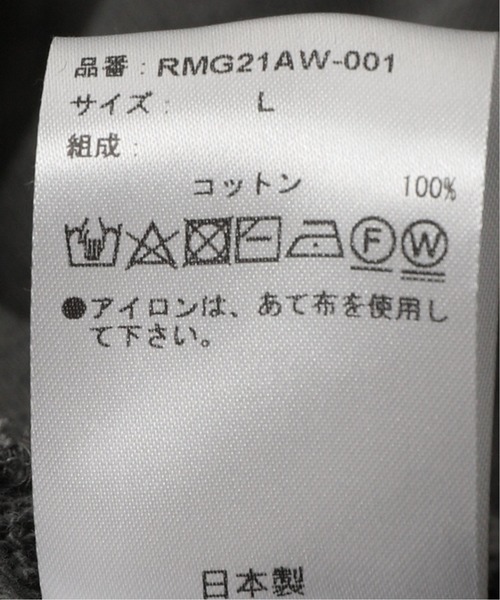 品番：RMG21AW-001
サイズ： L
組成：
コットン 100%
F W
●アイロンは、あて布を使用し
て下さい。
日本製